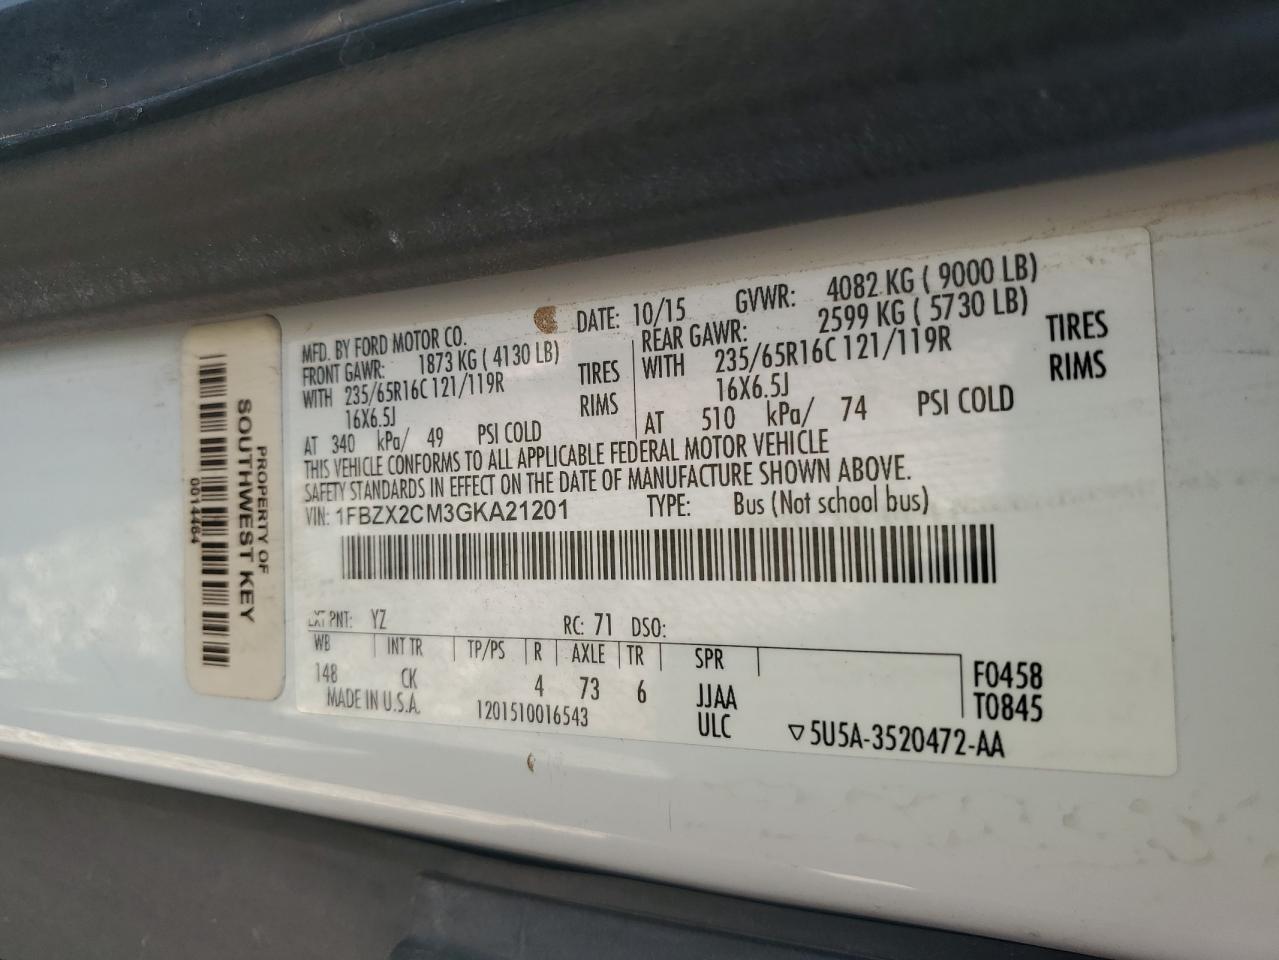 PROPERTY OF
SOUTHWEST KEY
0014464
MFD. BY FORD MOTOR CO.
DATE: 10/15 GVWR: 4082 KG ( 9000 LB)
FRONT GAWR: 1873 KG ( 4130 LB)
WITH 235/65R16C 121/119R TIRES
16X6.5J RIMS
AT 340 kPa/ 49 PSI COLD
REAR GAWR: 2599 KG ( 5730 LB)
WITH 235/65R16C 121/119R TIRES
16X6.5J RIMS
AT 510 kPa/ 74 PSI COLD
THIS VEHICLE CONFORMS TO ALL APPLICABLE FEDERAL MOTOR VEHICLE
SAFETY STANDARDS IN EFFECT ON THE DATE OF MANUFACTURE SHOWN ABOVE.
VIN: 1FBZX2CM3GKA21201 TYPE: Bus (Not school bus)
EXT PNT: YZ RC: 71 DSO:
WB INT TR TP/PS R AXLE TR SPR
148 CK 4 73 6 JJAA F0458
MADE IN U.S.A. 1201510016543 ULC T0845
▽5U5A-3520472-AA